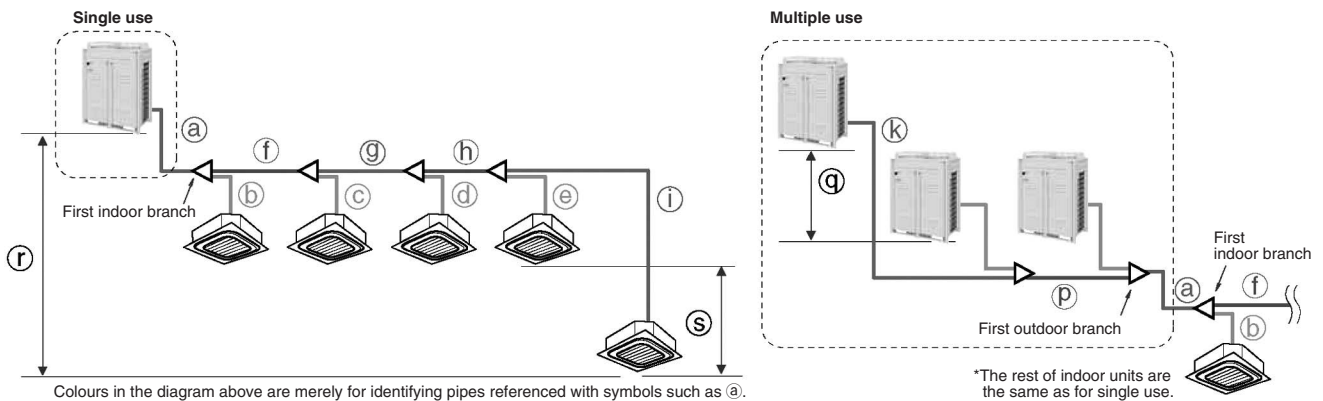 Single use
ⓐ
ⓕ
ⓖ
ⓗ
ⓑ
ⓒ
ⓓ
ⓔ
ⓘ
First indoor branch
ⓡ
ⓢ
Colours in the diagram above are merely for identifying pipes referenced with symbols such as ⓐ.
Multiple use
ⓚ
ⓠ
First
indoor branch
ⓟ
ⓐ
ⓕ
First outdoor branch
ⓑ
*The rest of indoor units are
the same as for single use.